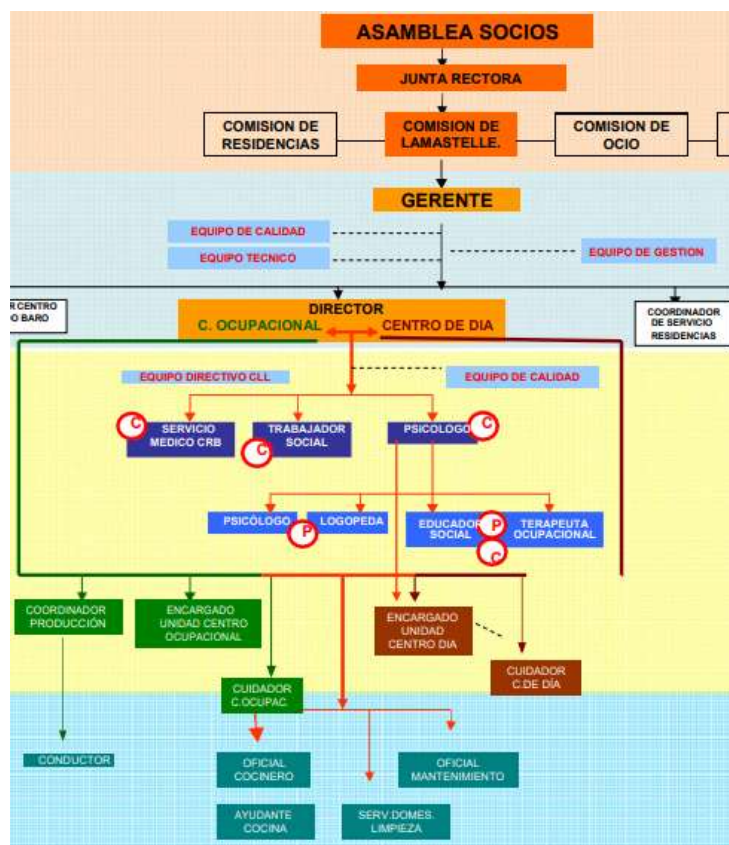 ASAMBLEA SOCIOS
JUNTA RECTORA
COMISION DE
RESIDENCIAS
COMISION DE
LAMASTELLE.
COMISION DE
OCIO
GERENTE
EQUIPO DE CALIDAD
EQUIPO TECNICO
EQUIPO DE GESTION
R CENTRO
O BARO
DIRECTOR
C. OCUPACIONAL
CENTRO DE DIA
COORDINADOR
DE SERVICIO
RESIDENCIAS
EQUIPO DIRECTIVO CLL
EQUIPO DE CALIDAD
C
SERVICIO
MEDICO CRB
TRABAJADOR
SOCIAL
C
PSICOLOGO
C
PSICÓLOGO
P
LOGOPEDA
EDUCADOR
SOCIAL
P
C
TERAPEUTA
OCUPACIONAL
COORDINADOR
PRODUCCIÓN
ENCARGADO
UNIDAD CENTRO
OCUPACIONAL
ENCARGADO
UNIDAD
CENTRO DIA
CUIDADOR
C.DE DÍA
CUIDADOR
C.OCUPAC.
CONDUCTOR
OFICIAL
COCINERO
OFICIAL
MANTENIMIENTO
AYUDANTE
COCINA
SERV.DOMES.
LIMPIEZA